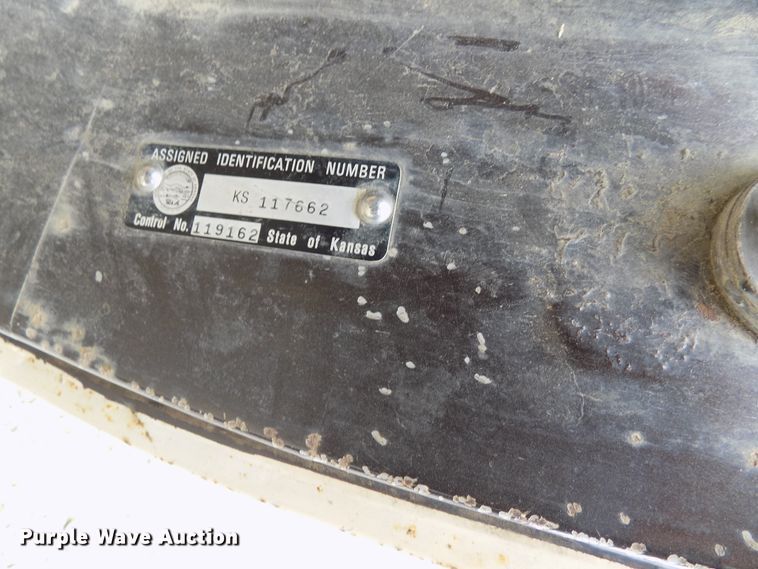 ASSIGNED IDENTIFICATION NUMBER
KS 117662
Control No. 119162 State of Kansas
Purple Wave Auction®